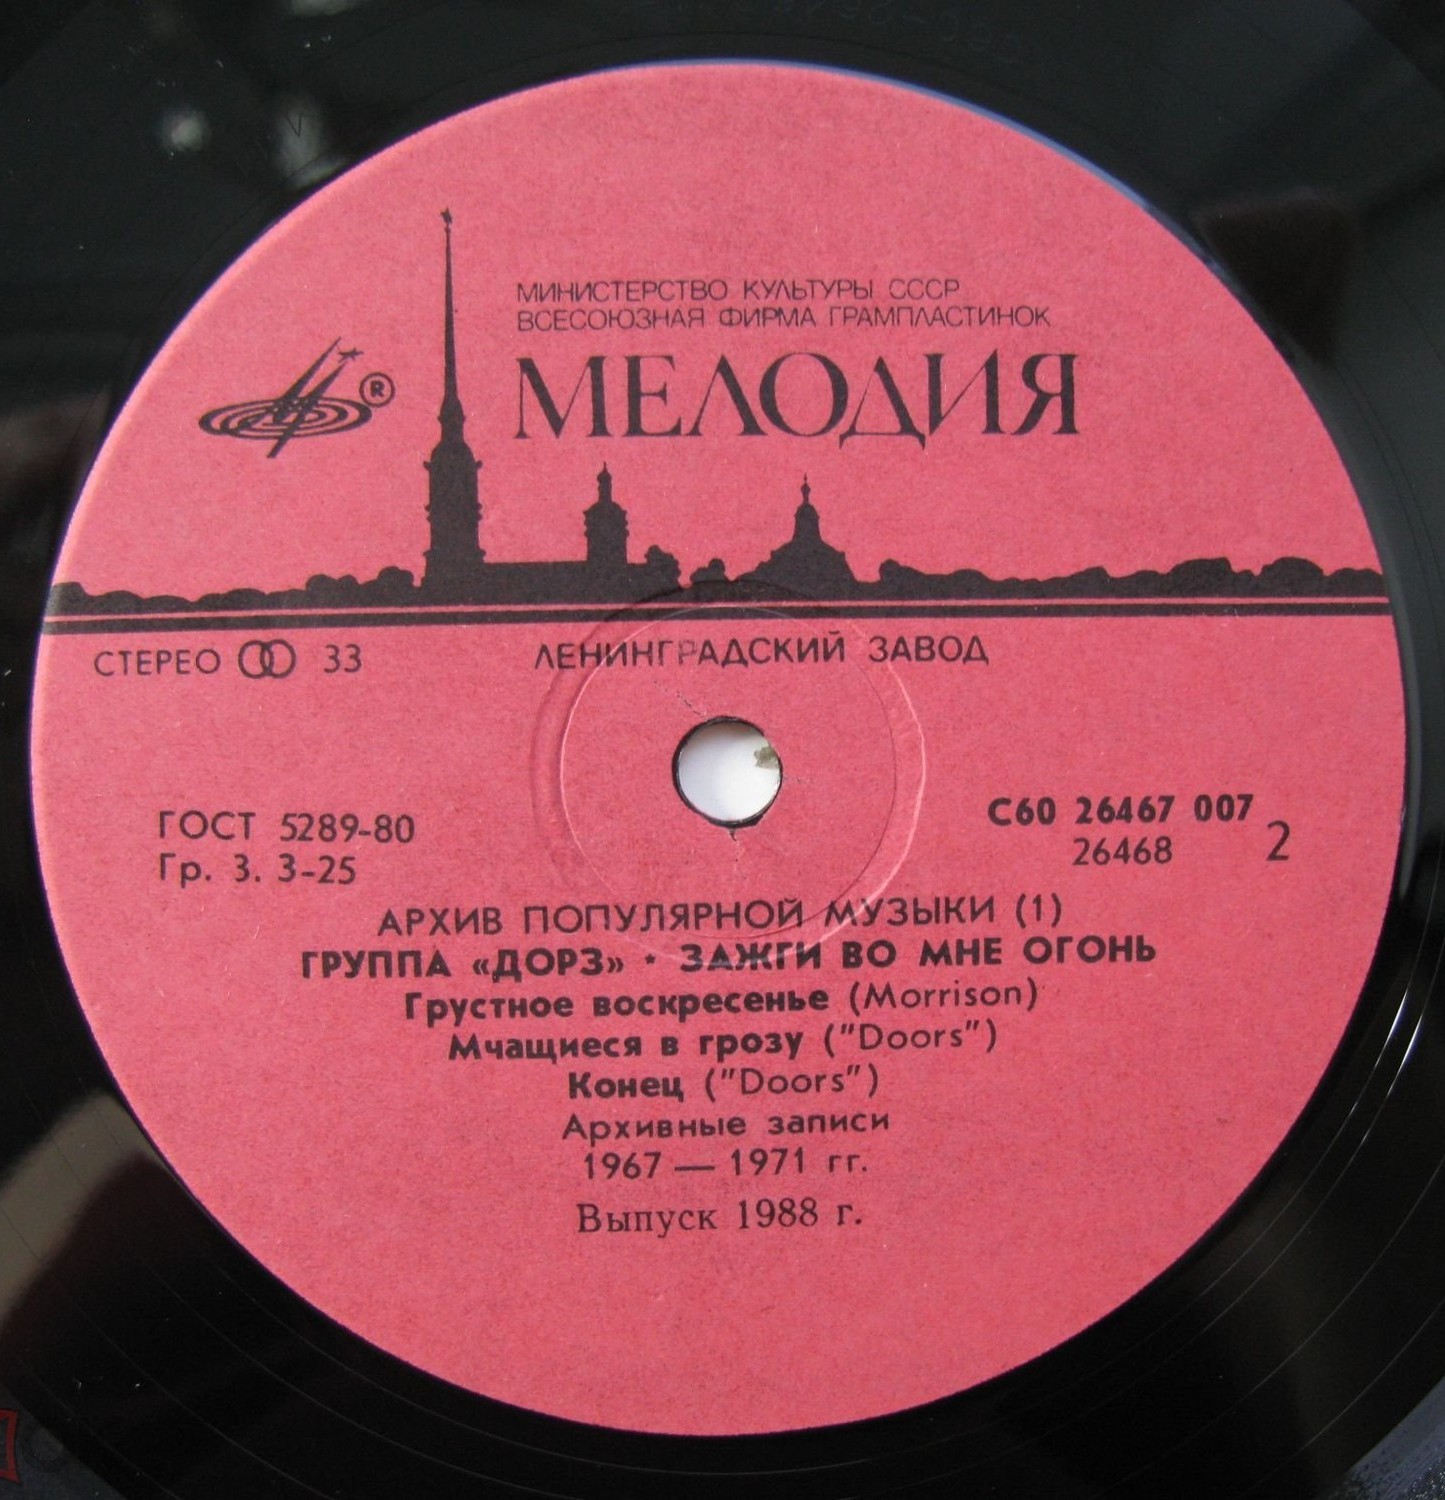 МИНИСТЕРСТВО КУЛЬТУРЫ СССР
ВСЕСОЮЗНАЯ ФИРМА ГРАМПЛАСТИНОК
МЕЛОДИЯ
®
СТЕРЕО 33
ЛЕНИНГРАДСКИЙ ЗАВОД
ГОСТ 5289-80
Гр. 3. 3-25
С60 26467 007
26468 2
АРХИВ ПОПУЛЯРНОЙ МУЗЫКИ (1)
ГРУППА «ДОРЗ» · ЗАЖГИ ВО МНЕ ОГОНЬ
Грустное воскресенье (Morrison)
Мчащиеся в грозу ("Doors")
Конец ("Doors")
Архивные записи
1967 — 1971 гг.
Выпуск 1988 г.